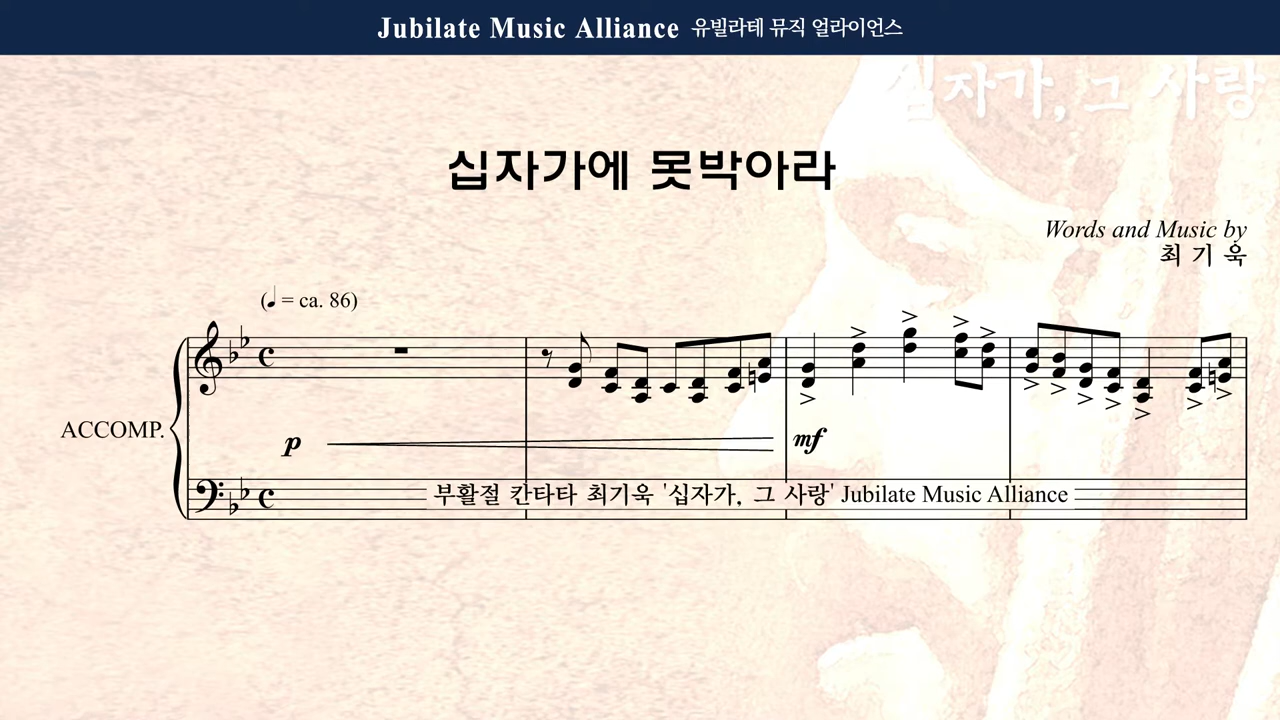 Jubilate Music Alliance 유빌라테 뮤직 얼라이언스
십자가, 그 사랑
십자가에 못박아라
Words and Music by
최 기 욱
(♩ = ca. 86)
ACCOMP.
p
mf
부활절 칸타타 최기욱 '십자가, 그 사랑' Jubilate Music Alliance